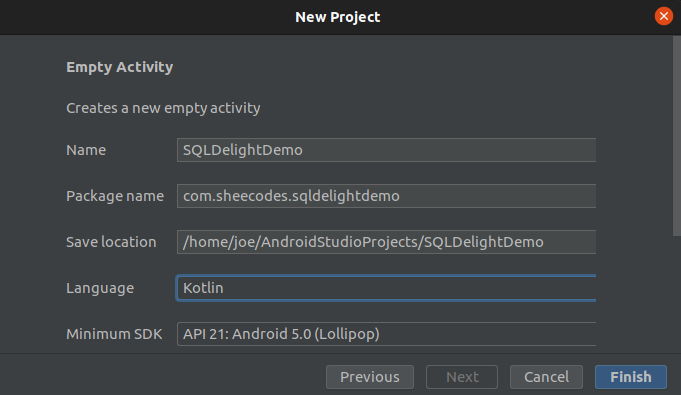 New Project
Empty Activity
Creates a new empty activity
Name SQLDelightDemo
Package name com.sheecodes.sqldelightdemo
Save location /home/joe/AndroidStudioProjects/SQLDelightDemo
Language Kotlin
Minimum SDK API 21: Android 5.0 (Lollipop)
Previous Next Cancel Finish